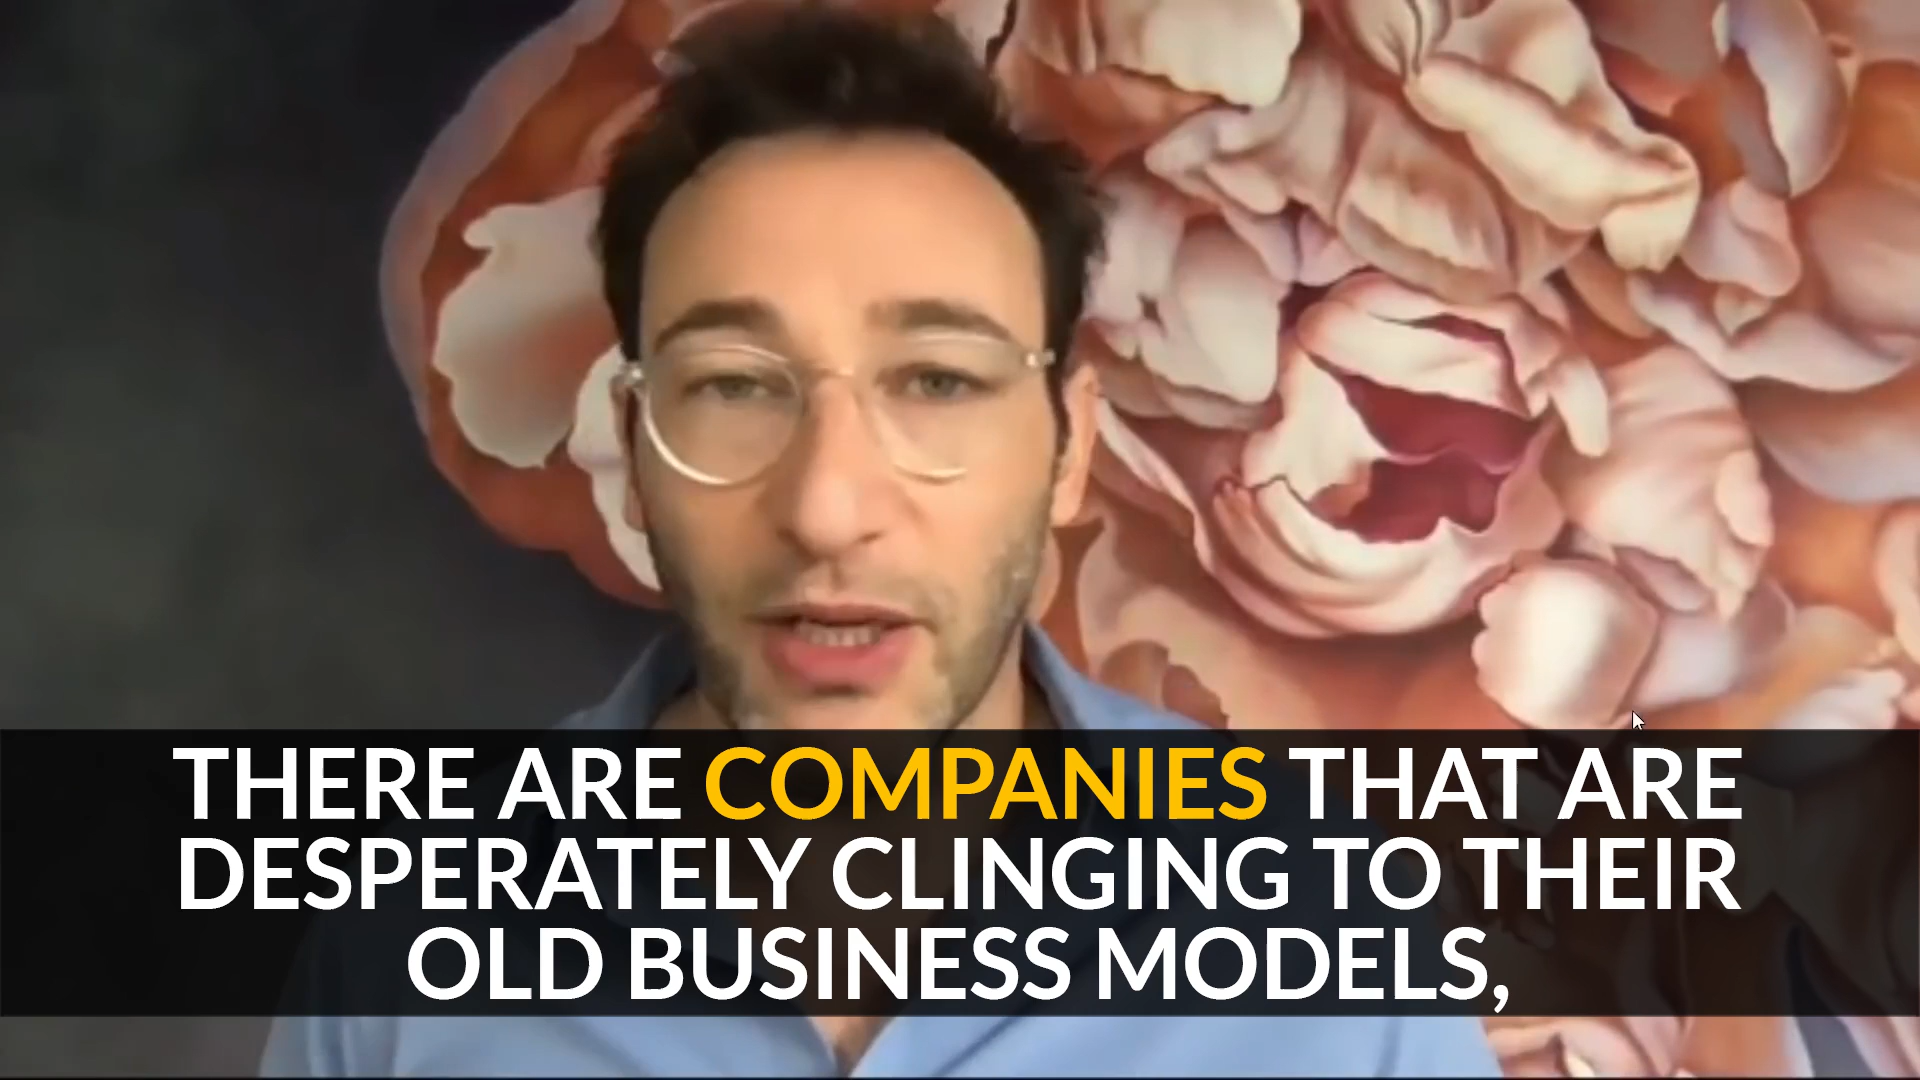 THERE ARE COMPANIES THAT ARE
DESPERATELY CLINGING TO THEIR
OLD BUSINESS MODELS,